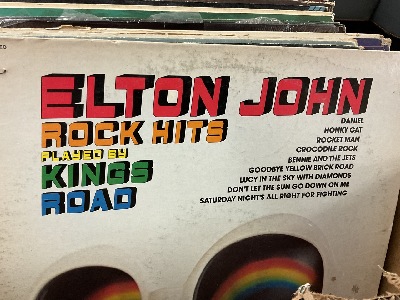 ELTON JOHN
ROCK HITS
PLAYED BY
KINGS
ROAD
DANIEL
HONKY CAT
ROCKET MAN
CROCODILE ROCK
BENNIE AND THE JETS
GOODBYE YELLOW BRICK ROAD
LUCY IN THE SKY WITH DIAMONDS
DON'T LET THE SUN GO DOWN ON ME
SATURDAY NIGHT'S ALL RIGHT FOR FIGHTING